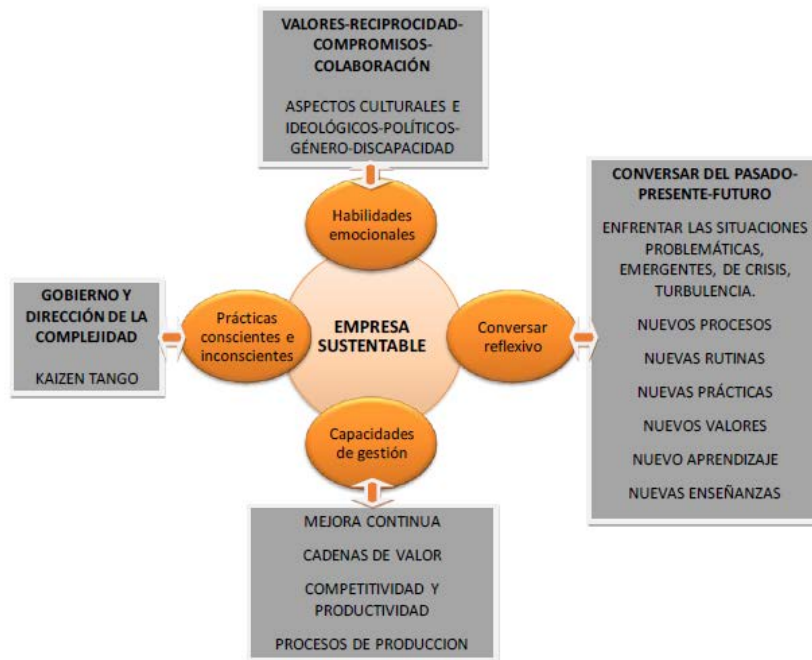 VALORES-RECIPROCIDAD-
COMPROMISOS-
COLABORACIÓN
ASPECTOS CULTURALES E
IDEOLÓGICOS-POLÍTICOS-
GÉNERO-DISCAPACIDAD
Habilidades
emocionales
GOBIERNO Y
DIRECCIÓN DE LA
COMPLEJIDAD
KAIZEN TANGO
Prácticas
conscientes e
inconscientes
EMPRESA
SUSTENTABLE
Conversar
reflexivo
CONVERSAR DEL PASADO-
PRESENTE-FUTURO
ENFRENTAR LAS SITUACIONES
PROBLEMÁTICAS,
EMERGENTES, DE CRISIS,
TURBULENCIA.
NUEVOS PROCESOS
NUEVAS RUTINAS
NUEVAS PRÁCTICAS
NUEVOS VALORES
NUEVO APRENDIZAJE
NUEVAS ENSEÑANZAS
Capacidades
de gestión
MEJORA CONTINUA
CADENAS DE VALOR
COMPETITIVIDAD Y
PRODUCTIVIDAD
PROCESOS DE PRODUCCION